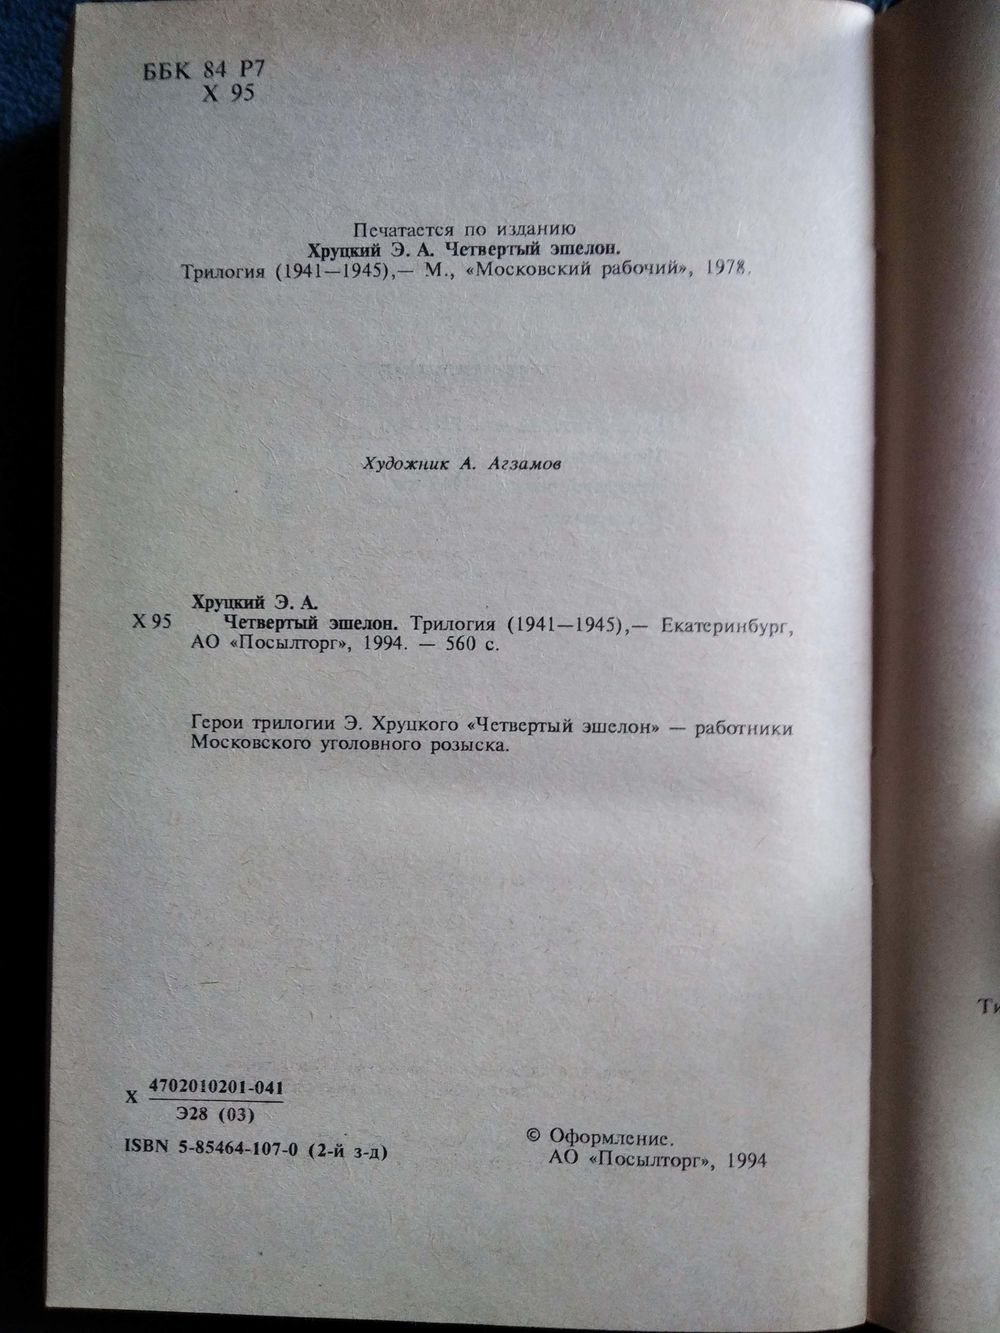 ББК 84 Р7
Х 95
Печатается по изданию
Хруцкий Э. А. Четвертый эшелон.
Трилогия (1941—1945),— М., «Московский рабочий», 1978.
Художник А. Агзамов
Хруцкий Э. А.
Х 95 Четвертый эшелон. Трилогия (1941—1945),— Екатеринбург,
АО «Посылторг», 1994. — 560 с.
Герои трилогии Э. Хруцкого «Четвертый эшелон» — работники
Московского уголовного розыска.
Х 4702010201-041
Э28 (03)
ISBN 5-85464-107-0 (2-й з-д)
© Оформление.
АО «Посылторг», 1994